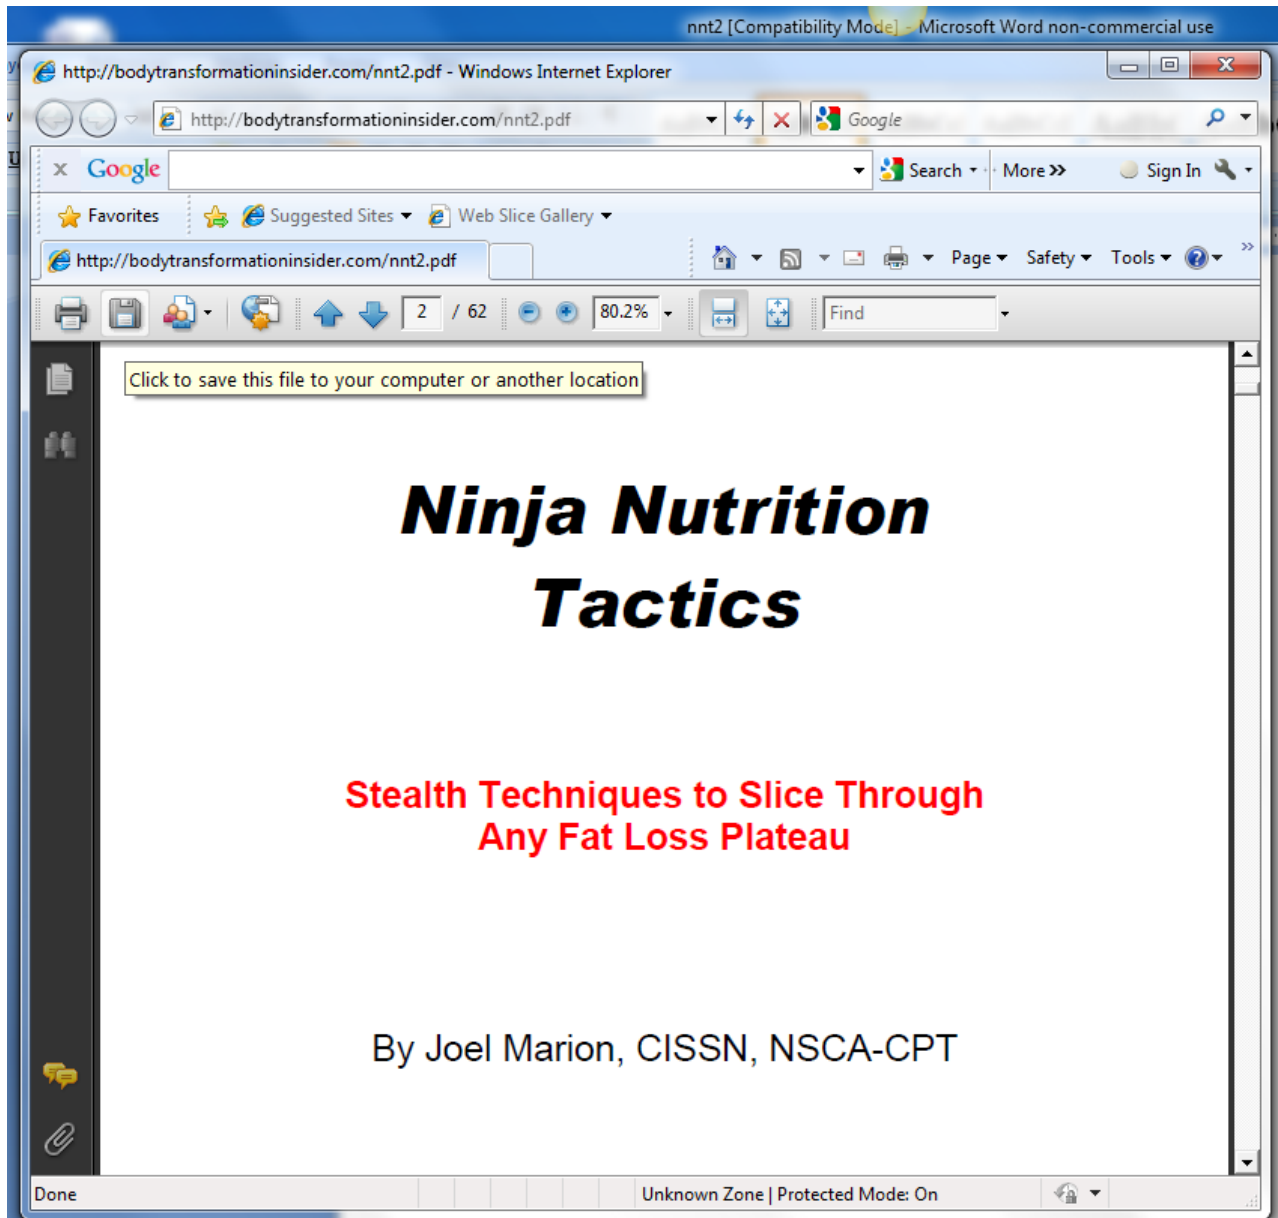 nnt2 [Compatibility Mode] - Microsoft Word non-commercial use
http://bodytransformationinsider.com/nnt2.pdf - Windows Internet Explorer
http://bodytransformationinsider.com/nnt2.pdf Google
x Google Search More >> Sign In
Favorites Suggested Sites Web Slice Gallery
http://bodytransformationinsider.com/nnt2.pdf Page Safety Tools >>
2 / 62 80.2% Find
Click to save this file to your computer or another location
Ninja Nutrition
Tactics
Stealth Techniques to Slice Through
Any Fat Loss Plateau
By Joel Marion, CISSN, NSCA-CPT
Done Unknown Zone | Protected Mode: On